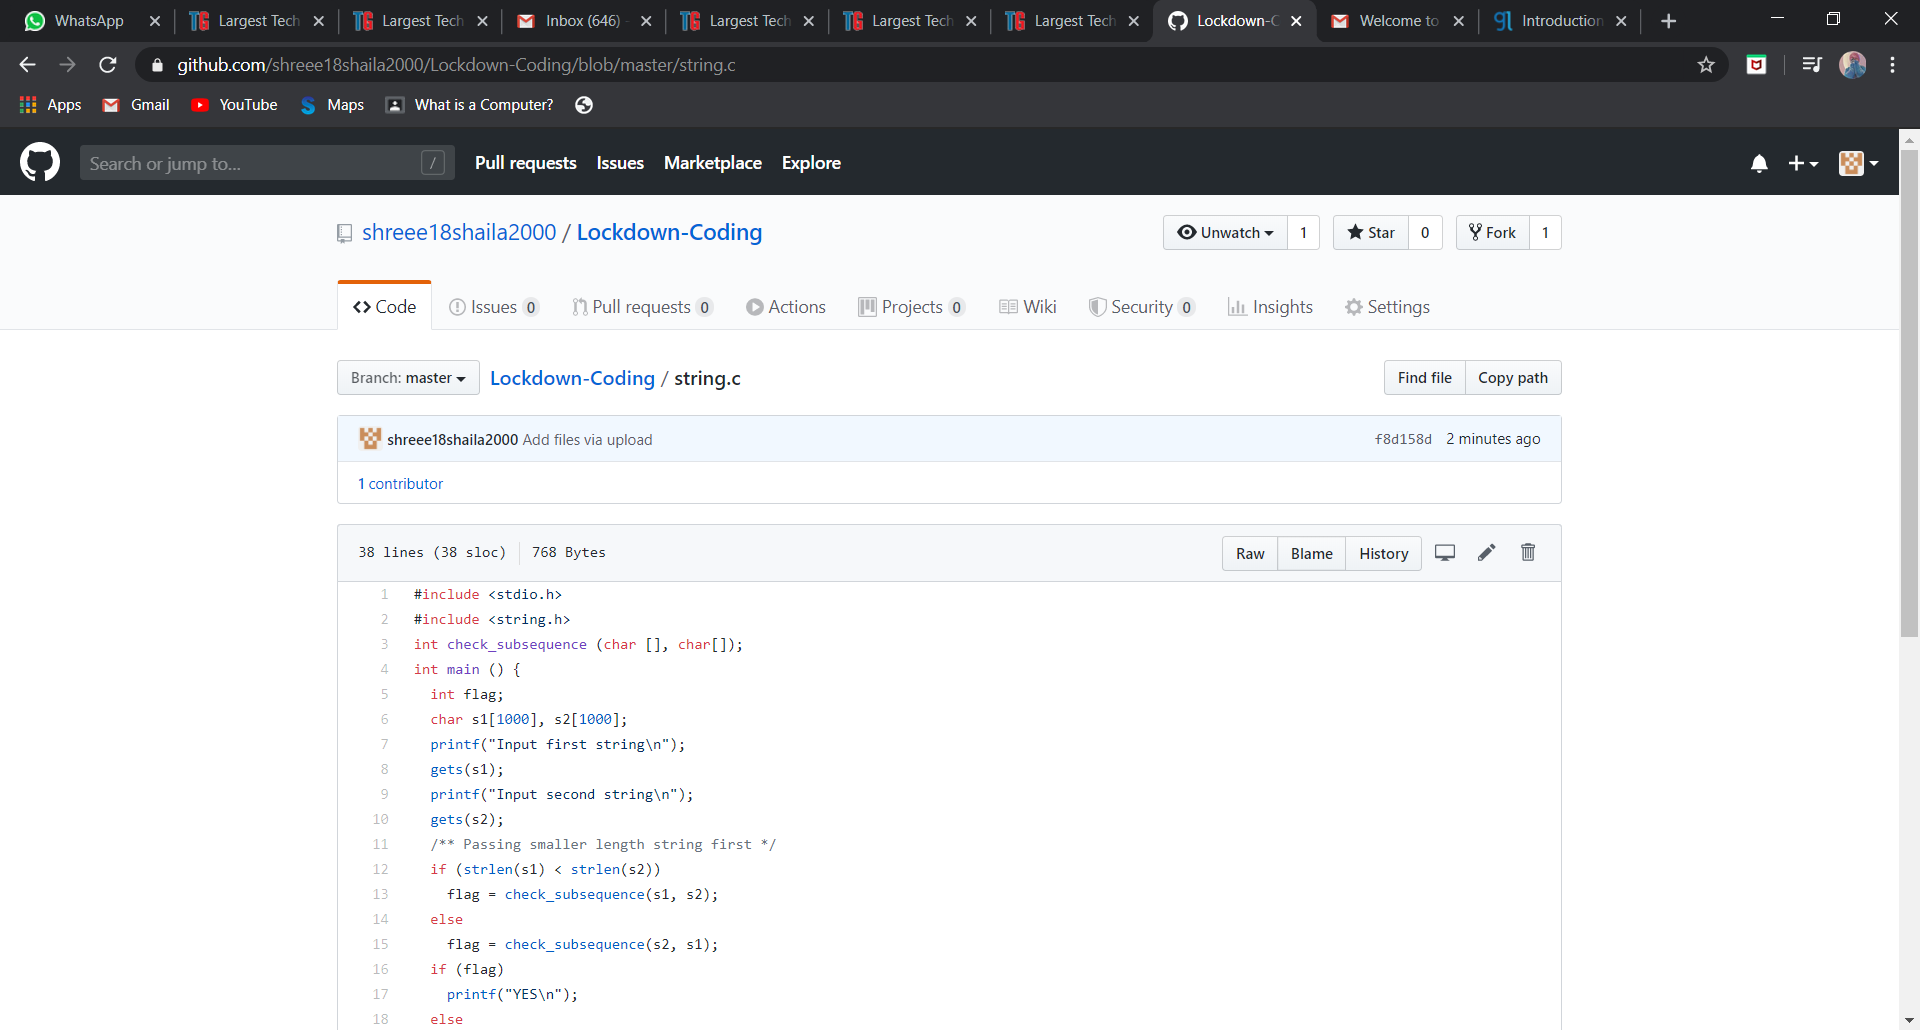 WhatsApp Largest Tech Largest Tech Inbox (646) - Largest Tech Largest Tech Largest Tech Lockdown-C Welcome to Introduction
github.com/shreee18shaila2000/Lockdown-Coding/blob/master/string.c
Apps Gmail YouTube Maps What is a Computer?
Search or jump to... / Pull requests Issues Marketplace Explore
shreee18shaila2000 / Lockdown-Coding Unwatch 1 Star 0 Fork 1
Code Issues 0 Pull requests 0 Actions Projects 0 Wiki Security 0 Insights Settings
Branch: master Lockdown-Coding / string.c Find file Copy path
shreee18shaila2000 Add files via upload f8d158d 2 minutes ago
1 contributor
38 lines (38 sloc) 768 Bytes Raw Blame History
1 #include <stdio.h>
2 #include <string.h>
3 int check_subsequence (char [], char[]);
4 int main () {
5 int flag;
6 char s1[1000], s2[1000];
7 printf("Input first string\n");
8 gets(s1);
9 printf("Input second string\n");
10 gets(s2);
11 /** Passing smaller length string first */
12 if (strlen(s1) < strlen(s2))
13 flag = check_subsequence(s1, s2);
14 else
15 flag = check_subsequence(s2, s1);
16 if (flag)
17 printf("YES\n");
18 else